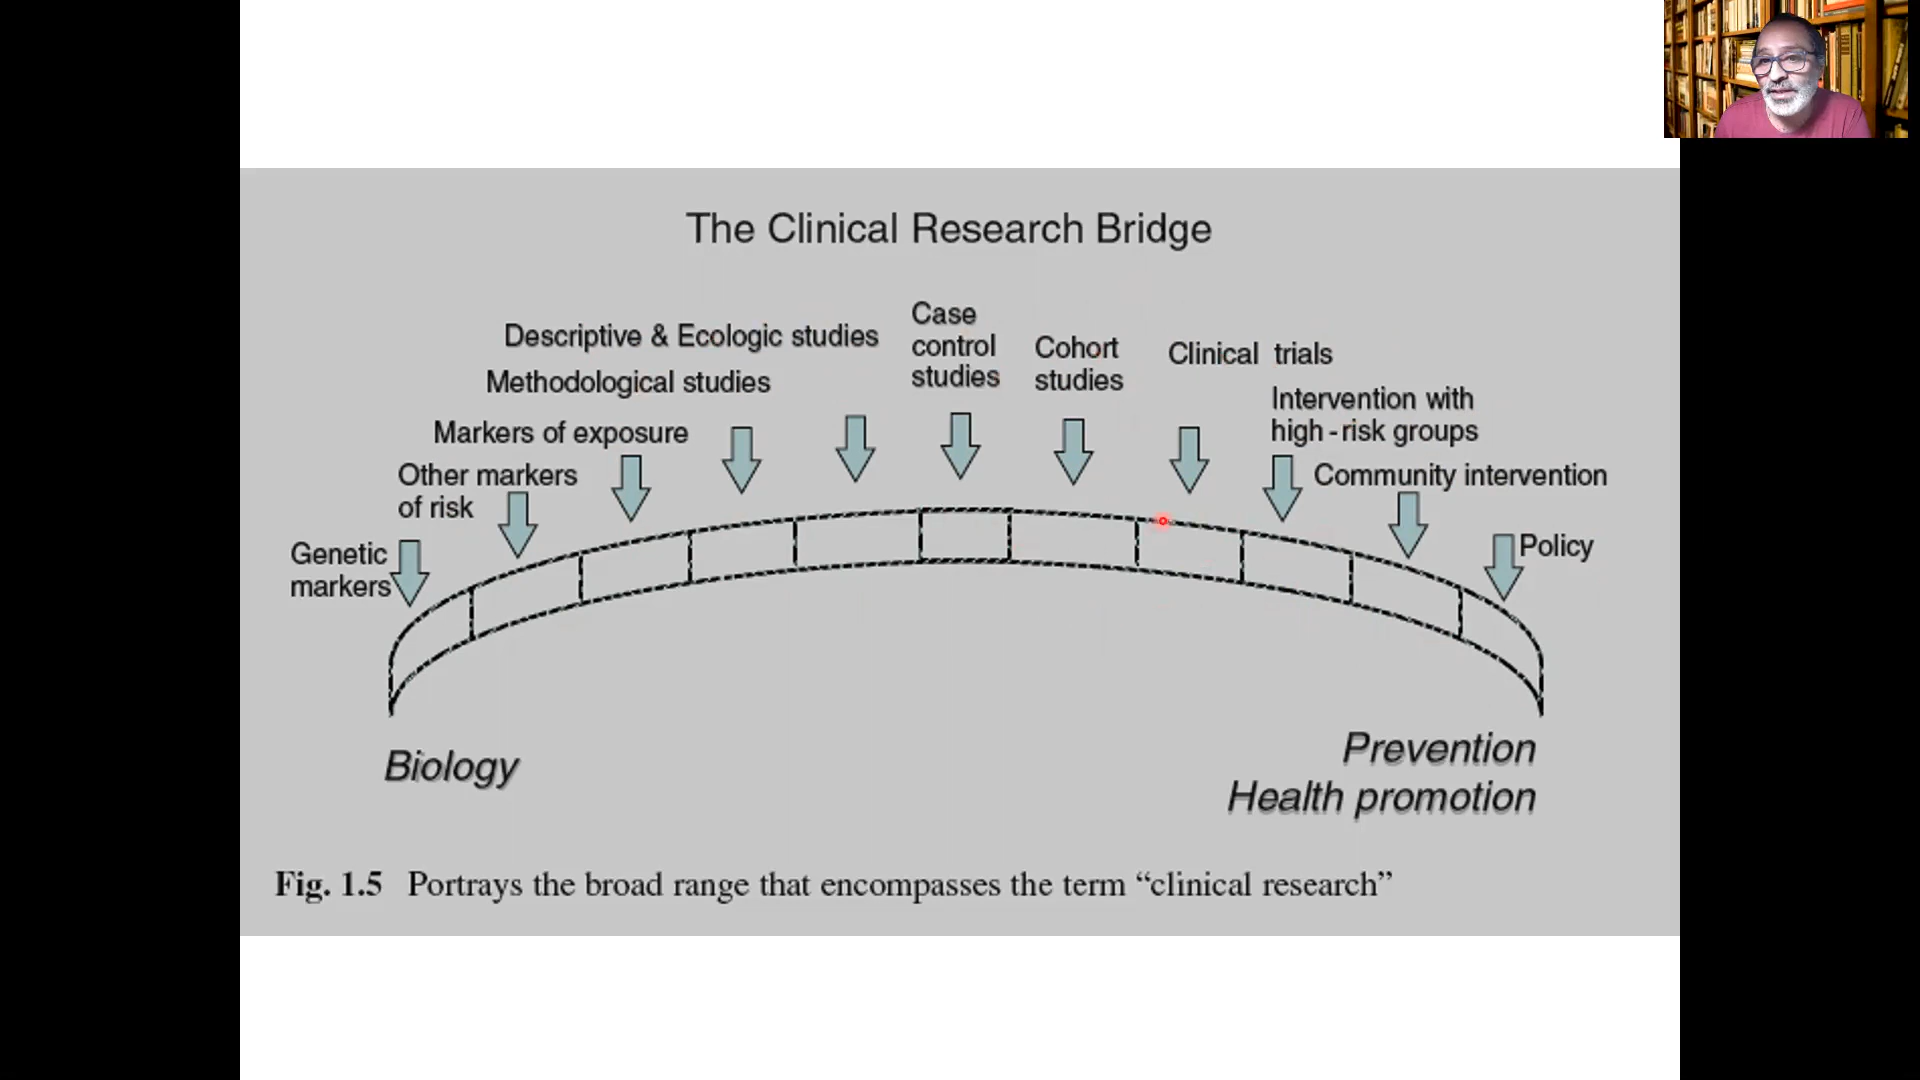 The Clinical Research Bridge
Descriptive & Ecologic studies
Methodological studies
Markers of exposure
Other markers
of risk
Genetic
markers
Case
control
studies
Cohort
studies
Clinical trials
Intervention with
high-risk groups
Community intervention
Policy
Biology
Prevention
Health promotion
Fig. 1.5 Portrays the broad range that encompasses the term “clinical research”